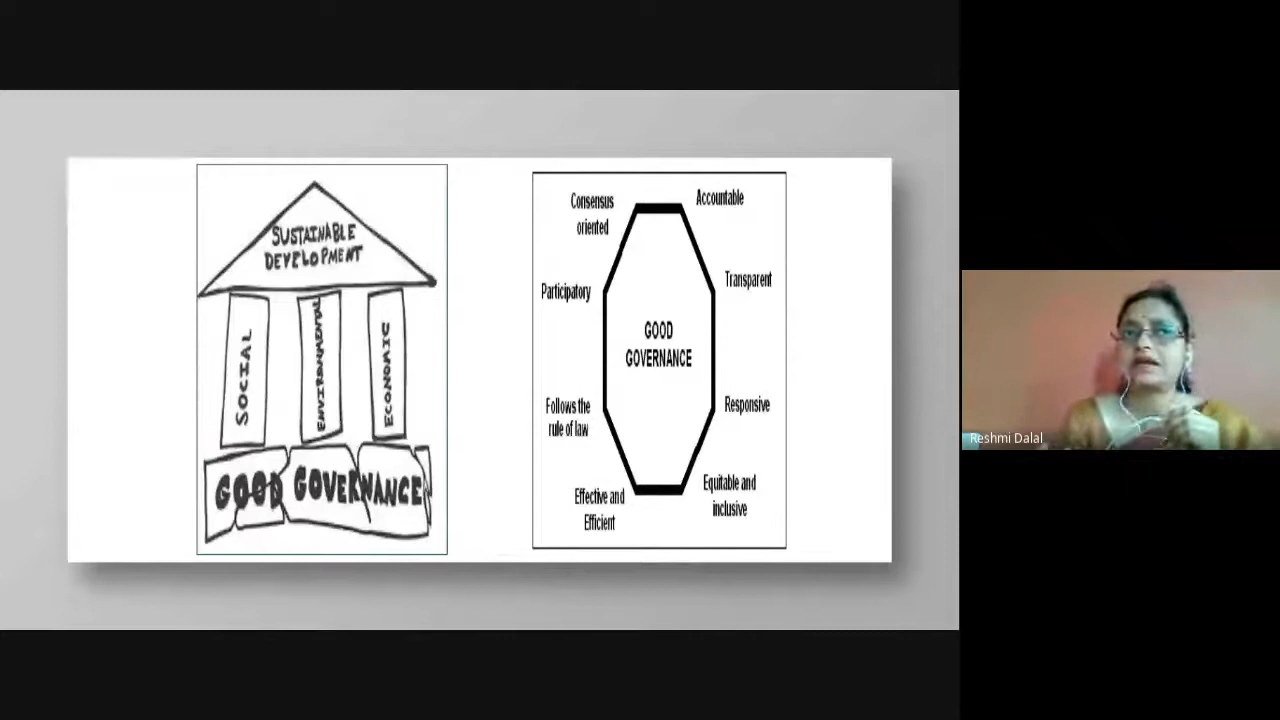 SUSTAINABLE
DEVELOPMENT
SOCIAL
ENVIRONMENTAL
ECONOMIC
GOOD GOVERNANCE
Consensus
oriented
Accountable
Participatory
Transparent
GOOD
GOVERNANCE
Follows the
rule of law
Responsive
Effective and
Efficient
Equitable and
inclusive
Reshmi Dalal